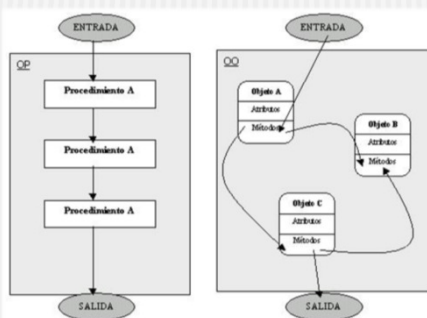 ENTRADA
OP
Procedimiento A
Procedimiento A
Procedimiento A
SALIDA
ENTRADA
OO
Objeto A
Atributos
Métodos
Objeto B
Atributos
Métodos
Objeto C
Atributos
Métodos
SALIDA